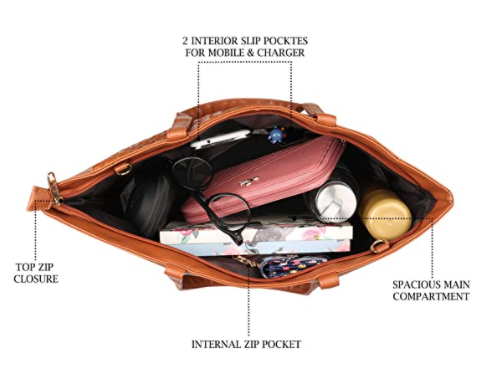 2 INTERIOR SLIP POCKTES
FOR MOBILE & CHARGER
TOP ZIP
CLOSURE
SPACIOUS MAIN
COMPARTMENT
INTERNAL ZIP POCKET